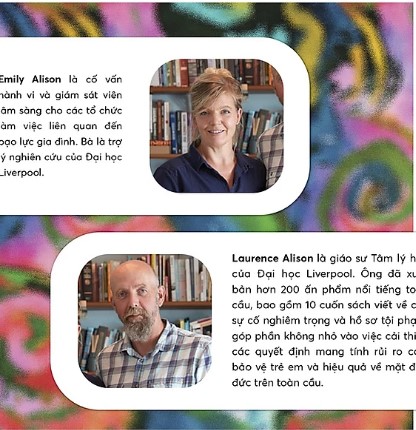 Emily Alison là cố vấn
hành vi và giám sát viên
âm sàng cho các tổ chức
àm việc liên quan đến
bạo lực gia đình. Bà là trợ
lý nghiên cứu của Đại học
Liverpool.
Laurence Alison là giáo sư Tâm lý h
của Đại học Liverpool. Ông đã xu
bản hơn 200 ấn phẩm nổi tiếng to
cầu, bao gồm 10 cuốn sách viết về c
sự cố nghiêm trọng và hồ sơ tội phạ
góp phần không nhỏ vào việc cải thi
các quyết định mang tính rủi ro c
bảo vệ trẻ em và hiệu quả về mặt đ
đức trên toàn cầu.